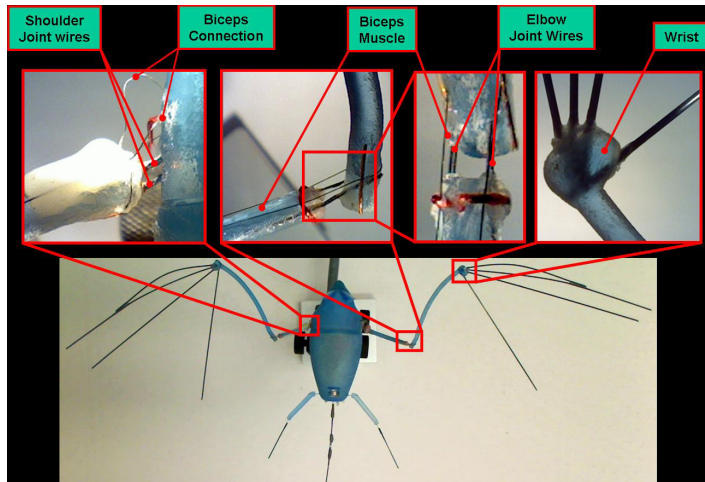 Shoulder
Joint wires
Biceps
Connection
Biceps
Muscle
Elbow
Joint Wires
Wrist